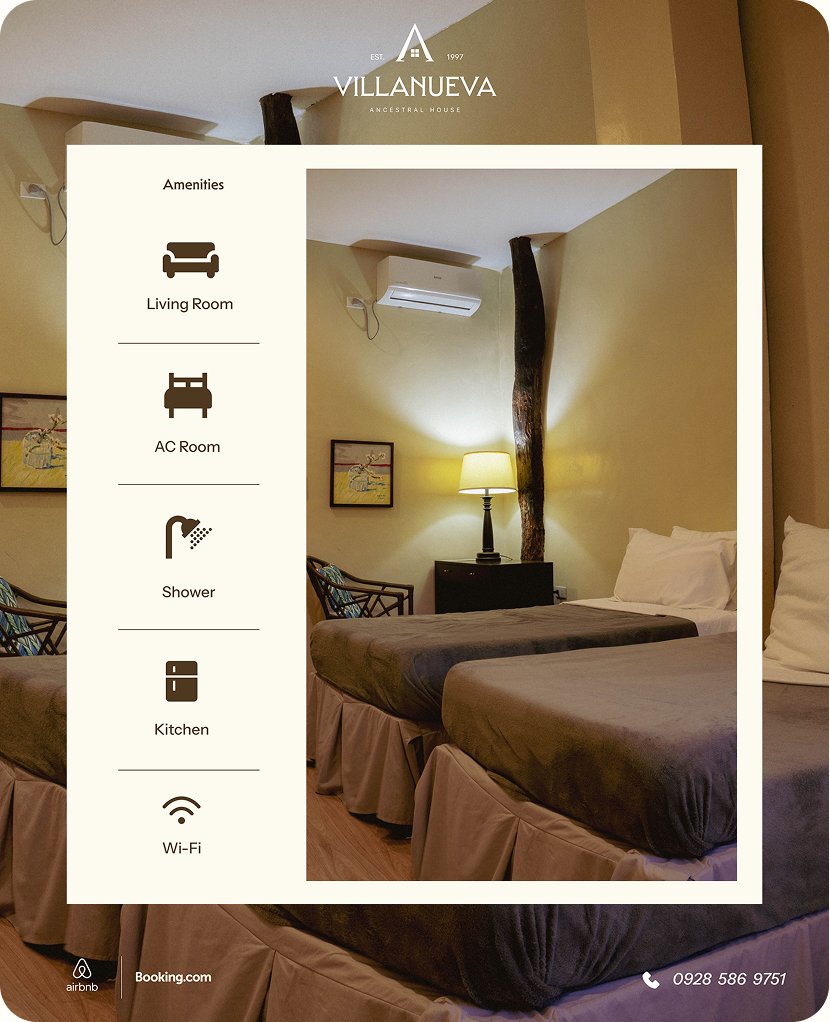 EST. 1997
VILLANUEVA
ANCESTRAL HOUSE
Amenities
Living Room
AC Room
Shower
Kitchen
Wi-Fi
airbnb
Booking.com
0928 586 9751